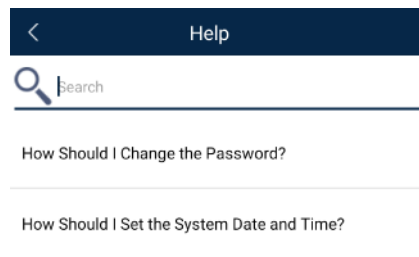 Help
Search
How Should I Change the Password?
How Should I Set the System Date and Time?